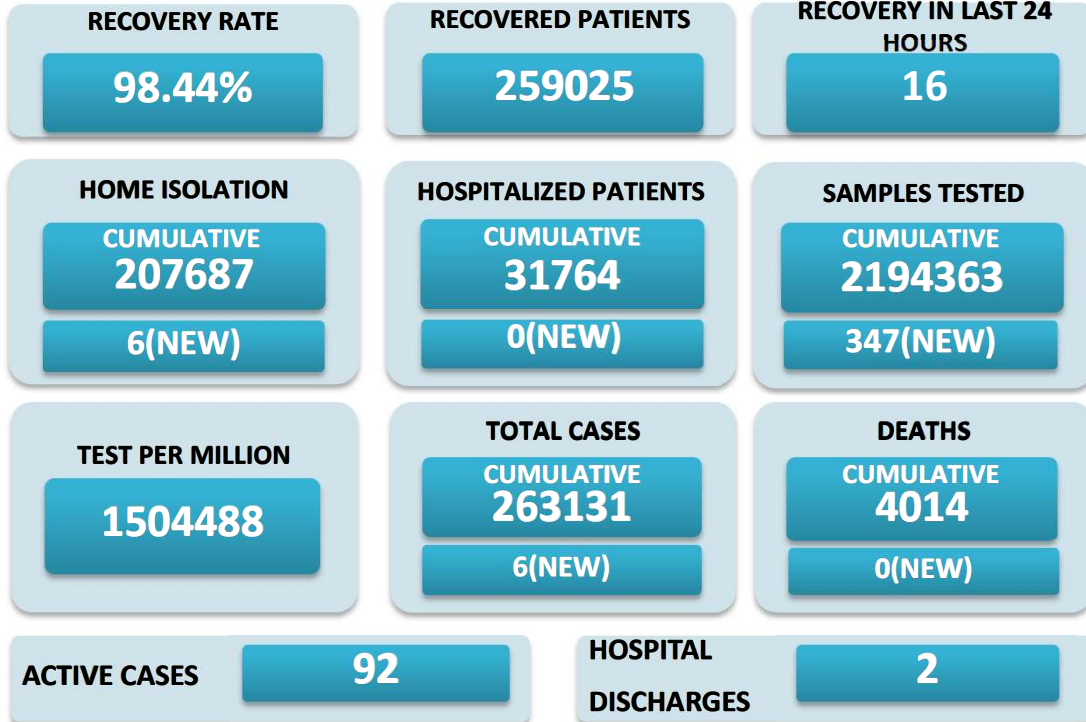 RECOVERY RATE
98.44%
RECOVERED PATIENTS
259025
RECOVERY IN LAST 24
HOURS
16
HOME ISOLATION
CUMULATIVE
207687
6(NEW)
HOSPITALIZED PATIENTS
CUMULATIVE
31764
0(NEW)
SAMPLES TESTED
CUMULATIVE
2194363
347(NEW)
TEST PER MILLION
1504488
TOTAL CASES
CUMULATIVE
263131
6(NEW)
DEATHS
CUMULATIVE
4014
0(NEW)
ACTIVE CASES
92
HOSPITAL
DISCHARGES
2